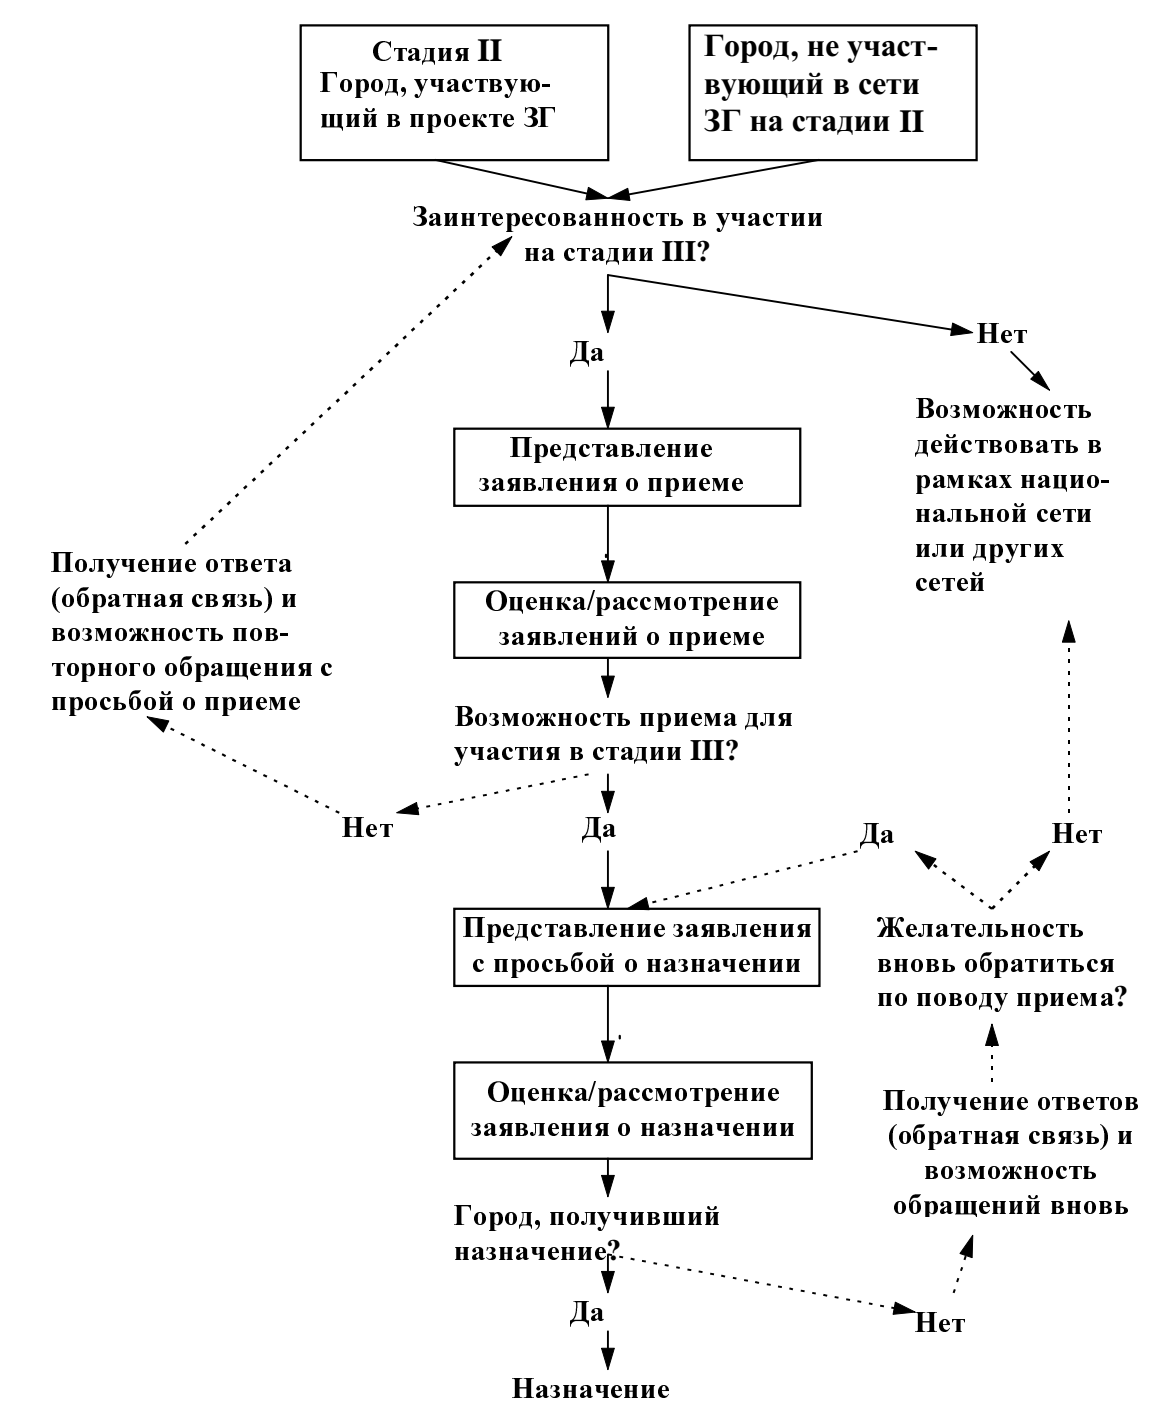 Стадия II
Город, участвую-
щий в проекте ЗГ
Город, не участ-
вующий в сети
ЗГ на стадии II
Заинтересованность в участии
на стадии III?
Нет
Да
Возможность
действовать в
рамках нацио-
нальной сети
или других
сетей
Представление
заявления о приеме
Получение ответа
(обратная связь) и
возможность пов-
торного обращения с
просьбой о приеме
Оценка/рассмотрение
заявлений о приеме
Возможность приема для
участия в стадии III?
Нет
Да
Да
Нет
Представление заявления
с просьбой о назначении
Желательность
вновь обратиться
по поводу приема?
Оценка/рассмотрение
заявления о назначении
Получение ответов
(обратная связь) и
возможность
обращений вновь
Город, получивший
назначение?
Да
Нет
Назначение